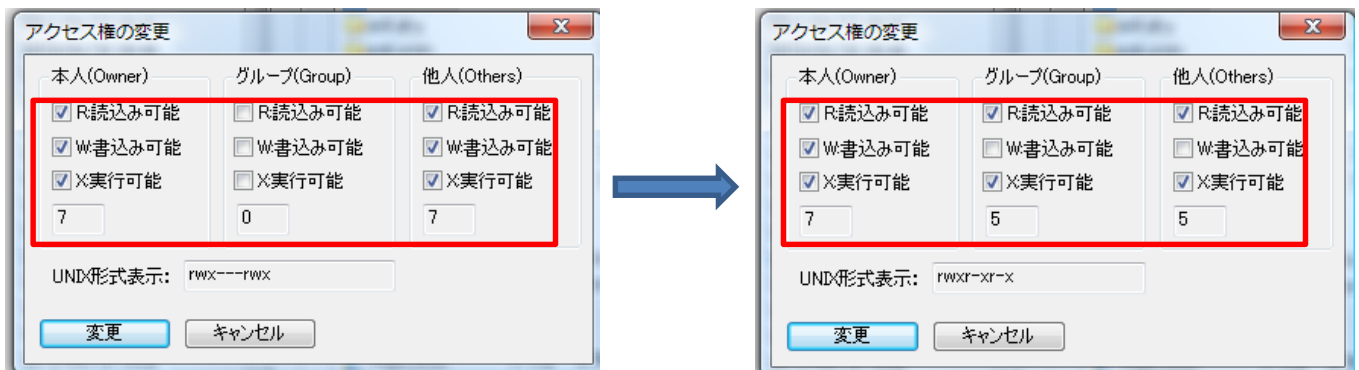 アクセス権の変更
本人(Owner) グループ(Group) 他人(Others)
R:読込み可能 R:読込み可能 R:読込み可能
W:書込み可能 W:書込み可能 W:書込み可能
X:実行可能 X:実行可能 X:実行可能
7 0 7
UNIX形式表示: rwx---rwx
変更 キャンセル
アクセス権の変更
本人(Owner) グループ(Group) 他人(Others)
R:読込み可能 R:読込み可能 R:読込み可能
W:書込み可能 W:書込み可能 W:書込み可能
X:実行可能 X:実行可能 X:実行可能
7 5 5
UNIX形式表示: rwxr-xr-x
変更 キャンセル